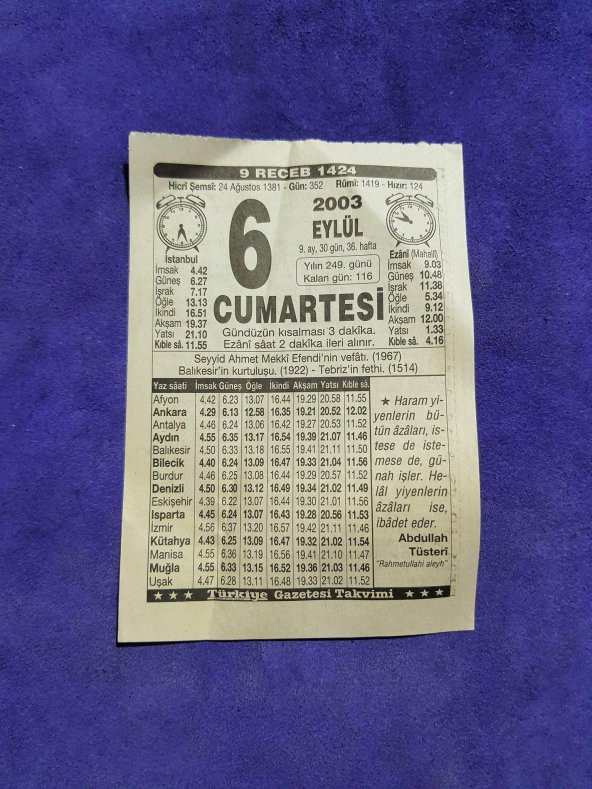 9 RECEB 1424
Hicrî Şemsî: 24 Ağustos 1381 - Gün: 352 Rûmi: 1419 - Hızır: 124
6
2003
EYLÜL
9. ay, 30 gün, 36. hafta
Yılın 249. günü
Kalan gün: 116
İstanbul
İmsak 4.42
Güneş 6.27
İşrak 7.17
Öğle 13.13
İkindi 16.51
Akşam 19.37
Yatsı 21.10
Kıble sâ. 11.55
Ezânî (Mahallî)
İmsak 9.03
Güneş 10.48
İşrak 11.38
Öğle 5.34
İkindi 9.12
Akşam 12.00
Yatsı 1.33
Kıble sâ. 4.16
CUMARTESİ
Gündüzün kısalması 3 dakîka.
Ezânî sâat 2 dakîka ileri alınır.
Seyyid Ahmet Mekkî Efendi'nin vefâtı. (1967)
Balıkesir'in kurtuluşu. (1922) - Tebriz'in fethi. (1514)
Yaz sâati İmsak Güneş Öğle İkindi Akşam Yatsı Kıble sâ.
Afyon 4.42 6.23 13.07 16.44 19.29 20.58 11.55
Ankara 4.29 6.13 12.58 16.35 19.21 20.52 12.02
Antalya 4.46 6.24 13.06 16.42 19.27 20.53 11.52
Aydın 4.55 6.35 13.17 16.54 19.39 21.07 11.46
Balıkesir 4.50 6.33 13.18 16.55 19.41 21.11 11.50
Bilecik 4.40 6.24 13.09 16.47 19.33 21.04 11.56
Burdur 4.46 6.25 13.08 16.44 19.29 20.57 11.52
Denizli 4.50 6.30 13.12 16.49 19.34 21.02 11.49
Eskişehir 4.39 6.22 13.07 16.44 19.30 21.01 11.56
Isparta 4.45 6.24 13.07 16.43 19.28 20.56 11.53
İzmir 4.56 6.37 13.20 16.57 19.42 21.11 11.46
Kütahya 4.43 6.25 13.09 16.47 19.32 21.02 11.54
Manisa 4.55 6.36 13.19 16.56 19.41 21.10 11.47
Muğla 4.55 6.33 13.15 16.52 19.36 21.03 11.46
Uşak 4.47 6.28 13.11 16.48 19.33 21.02 11.52
★ Haram yi-
yenlerin bü-
tün âzâları, is-
tese de iste-
mese de, gü-
nah işler. He-
lâl yiyenlerin
âzâları ise,
ibâdet eder.
Abdullah
Tüsterî
"Rahmetullahi aleyh"
★ ★ ★ Türkiye Gazetesi Takvimi ★ ★ ★